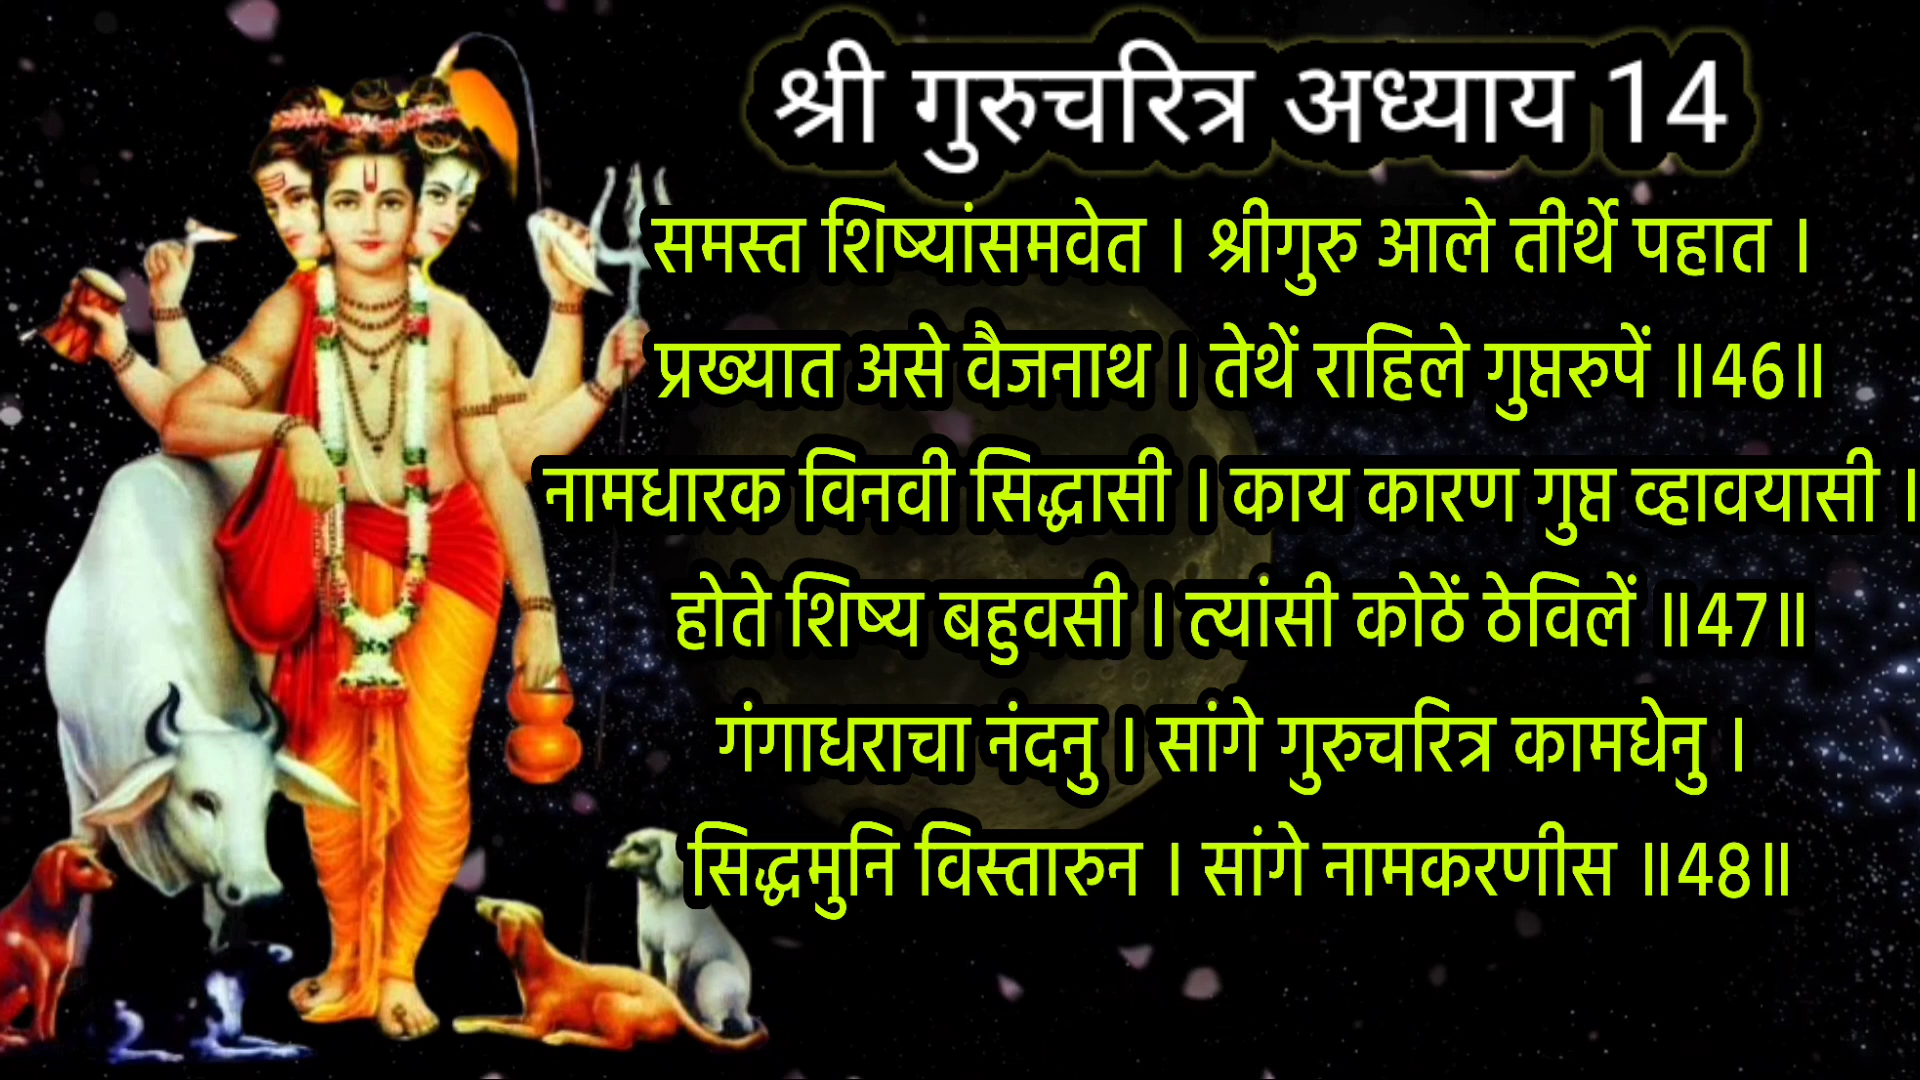 श्री गुरुचरित्र अध्याय 14
समस्त शिष्यांसमवेत । श्रीगुरु आले तीर्थे पहात ।
प्रख्यात असे वैजनाथ । तेथें राहिले गुप्तरुपें ॥46॥
नामधारक विनवी सिद्धासी । काय कारण गुप्त व्हावयासी ।
होते शिष्य बहुवसी । त्यांसी कोठें ठेविलें ॥47॥
गंगाधराचा नंदनु । सांगे गुरुचरित्र कामधेनु ।
सिद्धमुनि विस्तारुन । सांगे नामकरणीस ॥48॥